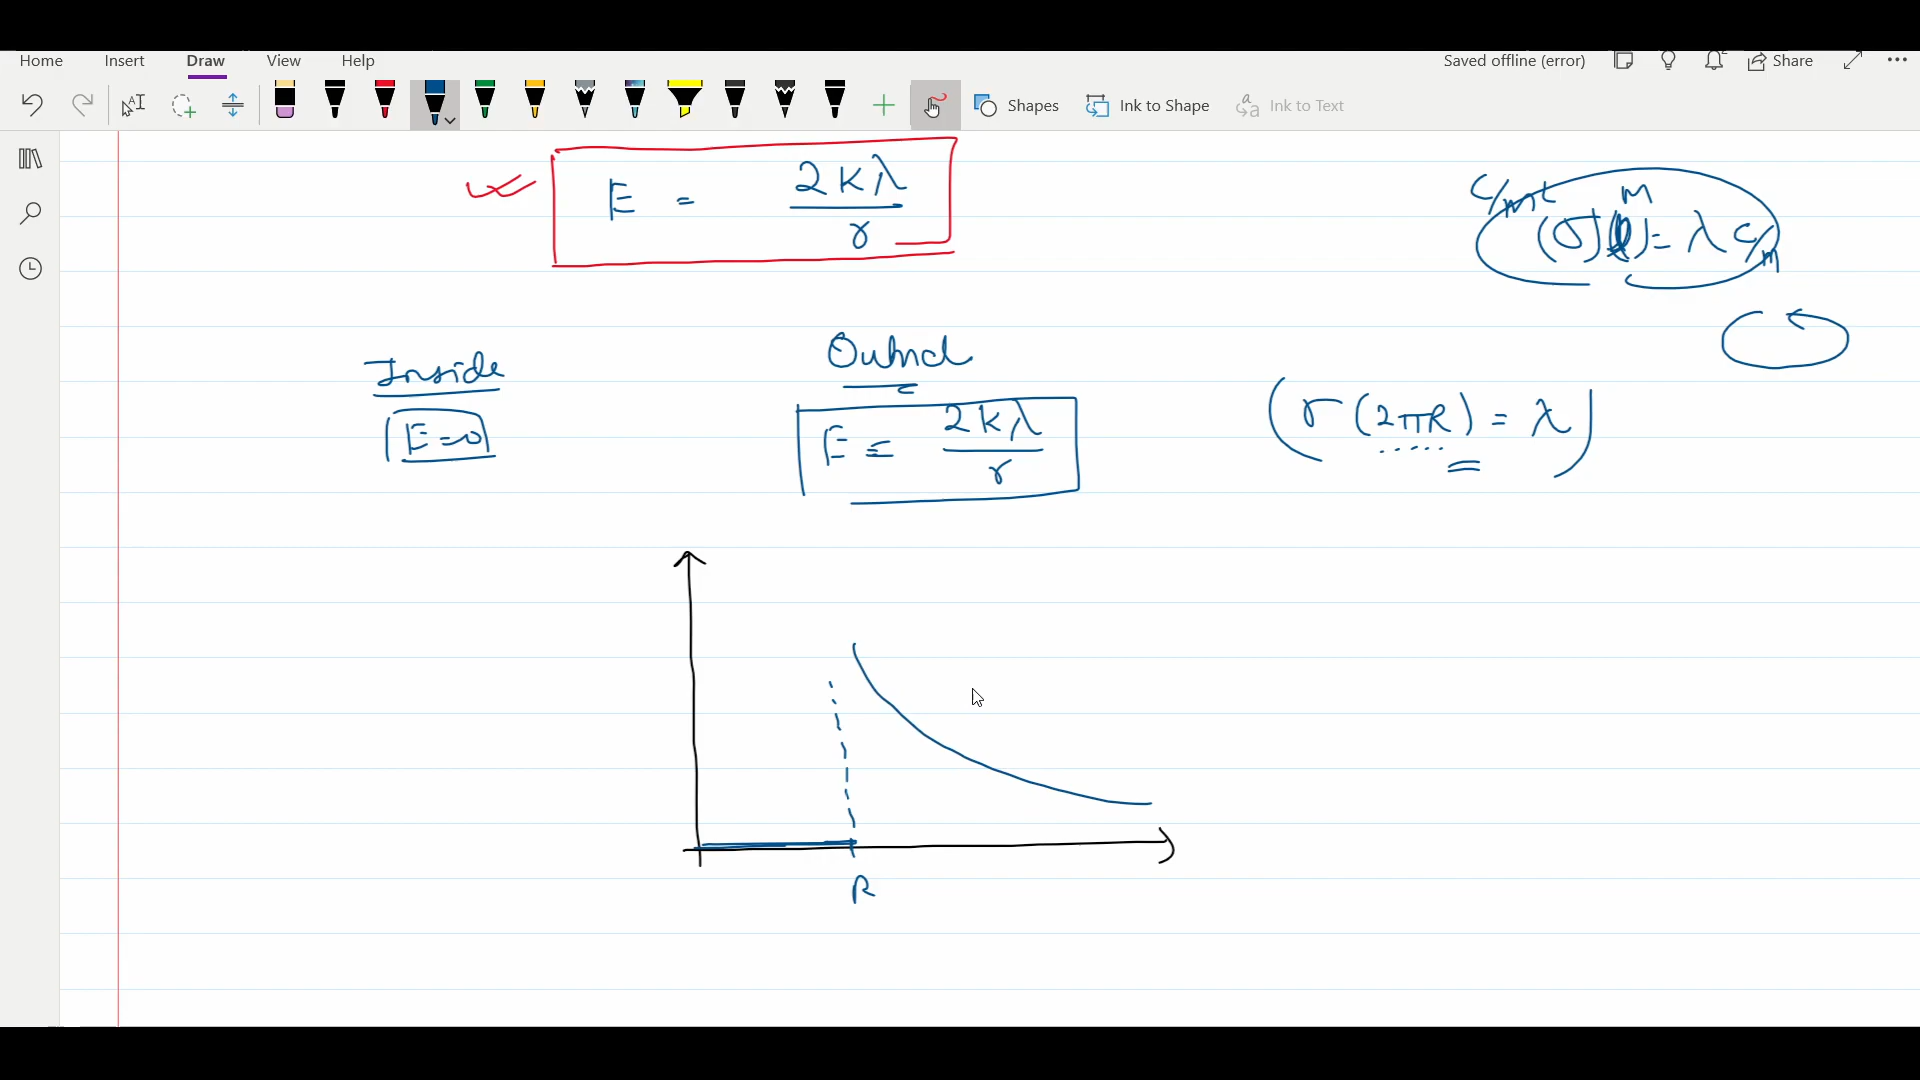 Home Insert Draw View Help Saved offline (error) Share
Shapes Ink to Shape Ink to Text
E = 2kλ/r
C/m² m
(σ)(l) = λ C/m
Inside
E=0
E = 2kλ/r
(σ(2πR) = λ)
R